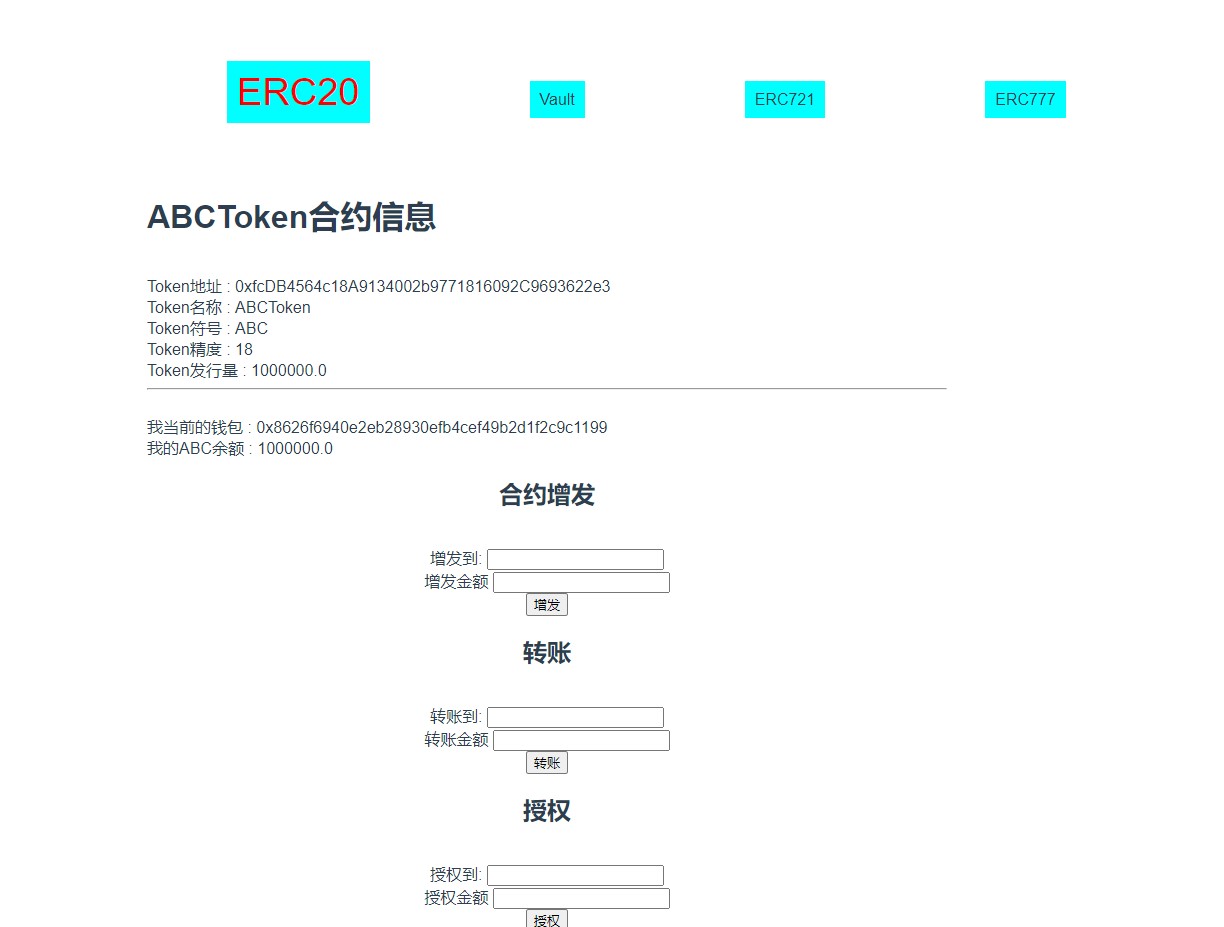 ERC20
Vault
ERC721
ERC777
ABCToken合约信息
Token地址 : 0xfcDB4564c18A9134002b9771816092C9693622e3
Token名称 : ABCToken
Token符号 : ABC
Token精度 : 18
Token发行量 : 1000000.0
我当前的钱包 : 0x8626f6940e2eb28930efb4cef49b2d1f2c9c1199
我的ABC余额 : 1000000.0
合约增发
增发到:
增发金额
增发
转账
转账到:
转账金额
转账
授权
授权到:
授权金额
授权